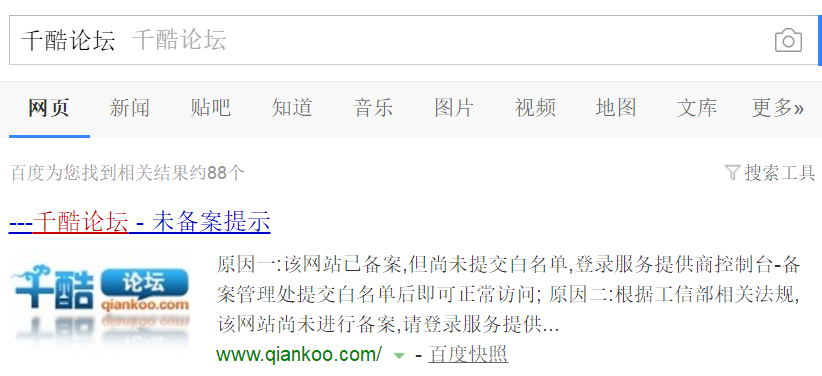 千酷论坛 千酷论坛
网页 新闻 贴吧 知道 音乐 图片 视频 地图 文库 更多»
百度为您找到相关结果约88个 搜索工具
---千酷论坛 - 未备案提示
千酷 论坛
qiankoo.com
原因一:该网站已备案,但尚未提交白名单,登录服务提供商控制台-备
案管理处提交白名单后即可正常访问; 原因二:根据工信部相关法规,
该网站尚未进行备案,请登录服务提供...
www.qiankoo.com/ - 百度快照